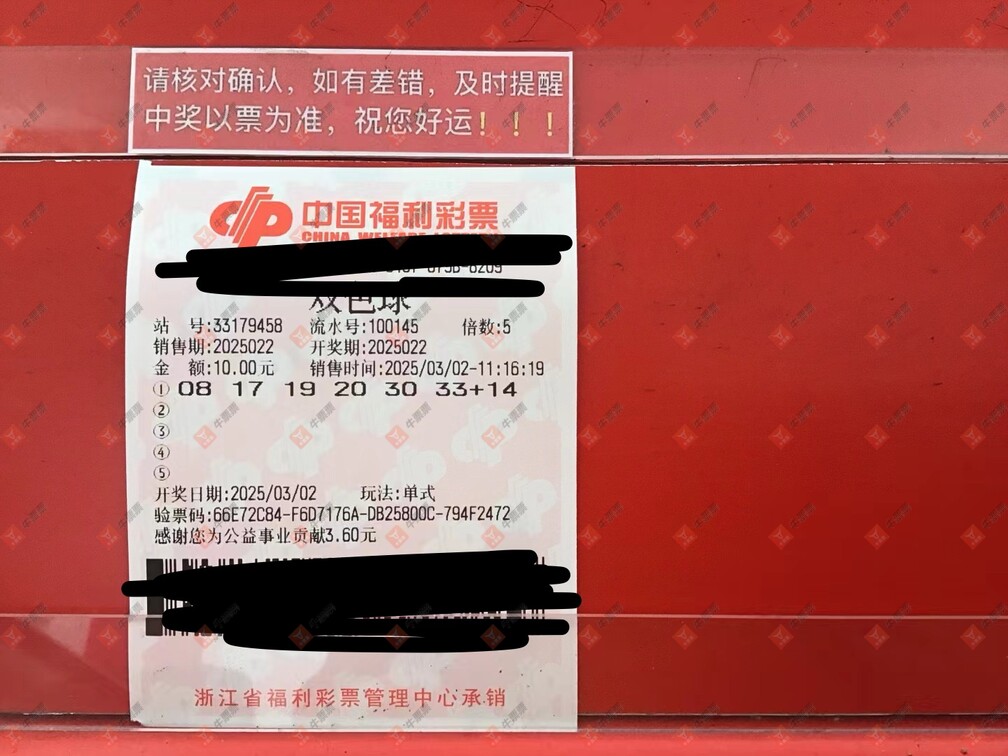 请核对确认，如有差错，及时提醒
中奖以票为准，祝您好运！！！
中国福利彩票
CHINA WELFARE LOTTERY
双色球
站 号:33179458 流水号:100145 倍数:5
销售期:2025022 开奖期:2025022
金 额:10.00元 销售时间:2025/03/02-11:16:19
① 08 17 19 20 30 33+14
②
③
④
⑤
开奖日期:2025/03/02 玩法:单式
验票码:66E72C84-F6D7176A-DB25800C-794F2472
感谢您为公益事业贡献3.60元
浙江省福利彩票管理中心承销
牛票票